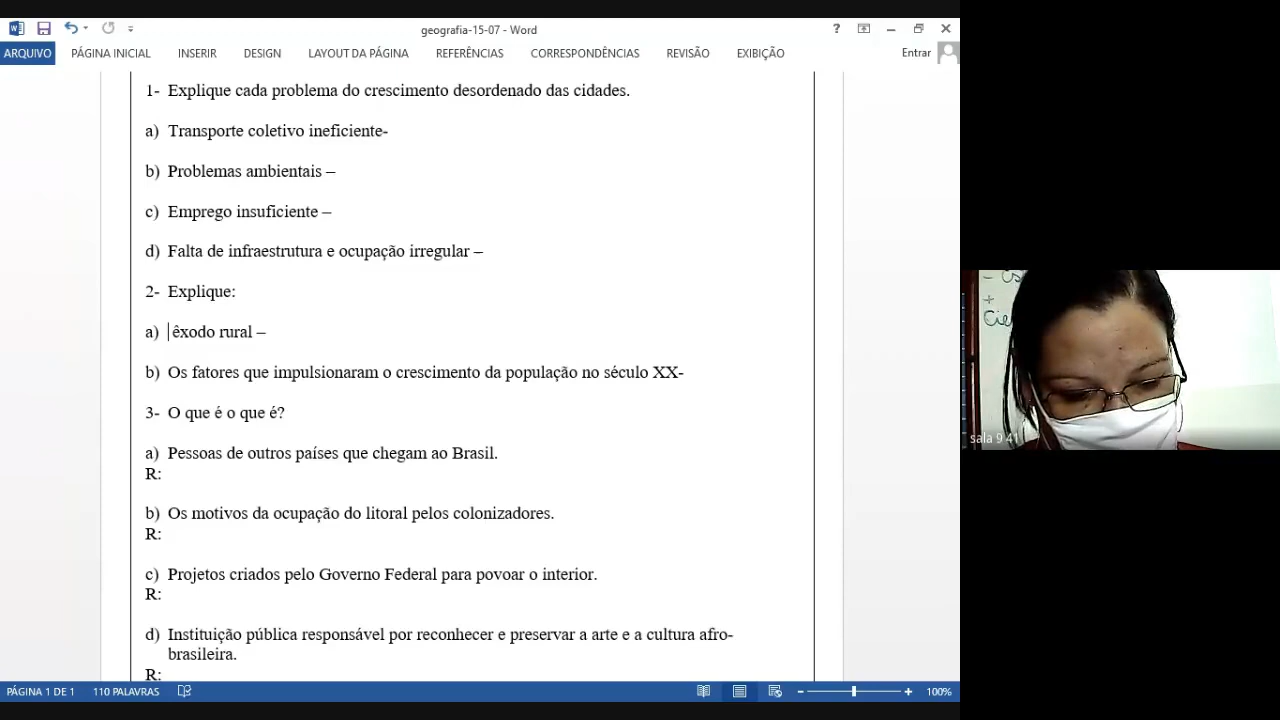 geografia-15-07 - Word
Entrar
ARQUIVO PÁGINA INICIAL INSERIR DESIGN LAYOUT DA PÁGINA REFERÊNCIAS CORRESPONDÊNCIAS REVISÃO EXIBIÇÃO
1- Explique cada problema do crescimento desordenado das cidades.
a) Transporte coletivo ineficiente-
b) Problemas ambientais –
c) Emprego insuficiente –
d) Falta de infraestrutura e ocupação irregular –
2- Explique:
a) êxodo rural –
b) Os fatores que impulsionaram o crescimento da população no século XX-
3- O que é o que é?
a) Pessoas de outros países que chegam ao Brasil.
R:
b) Os motivos da ocupação do litoral pelos colonizadores.
R:
c) Projetos criados pelo Governo Federal para povoar o interior.
R:
d) Instituição pública responsável por reconhecer e preservar a arte e a cultura afro-
brasileira.
R:
PÁGINA 1 DE 1 110 PALAVRAS 100%
sala 9 41